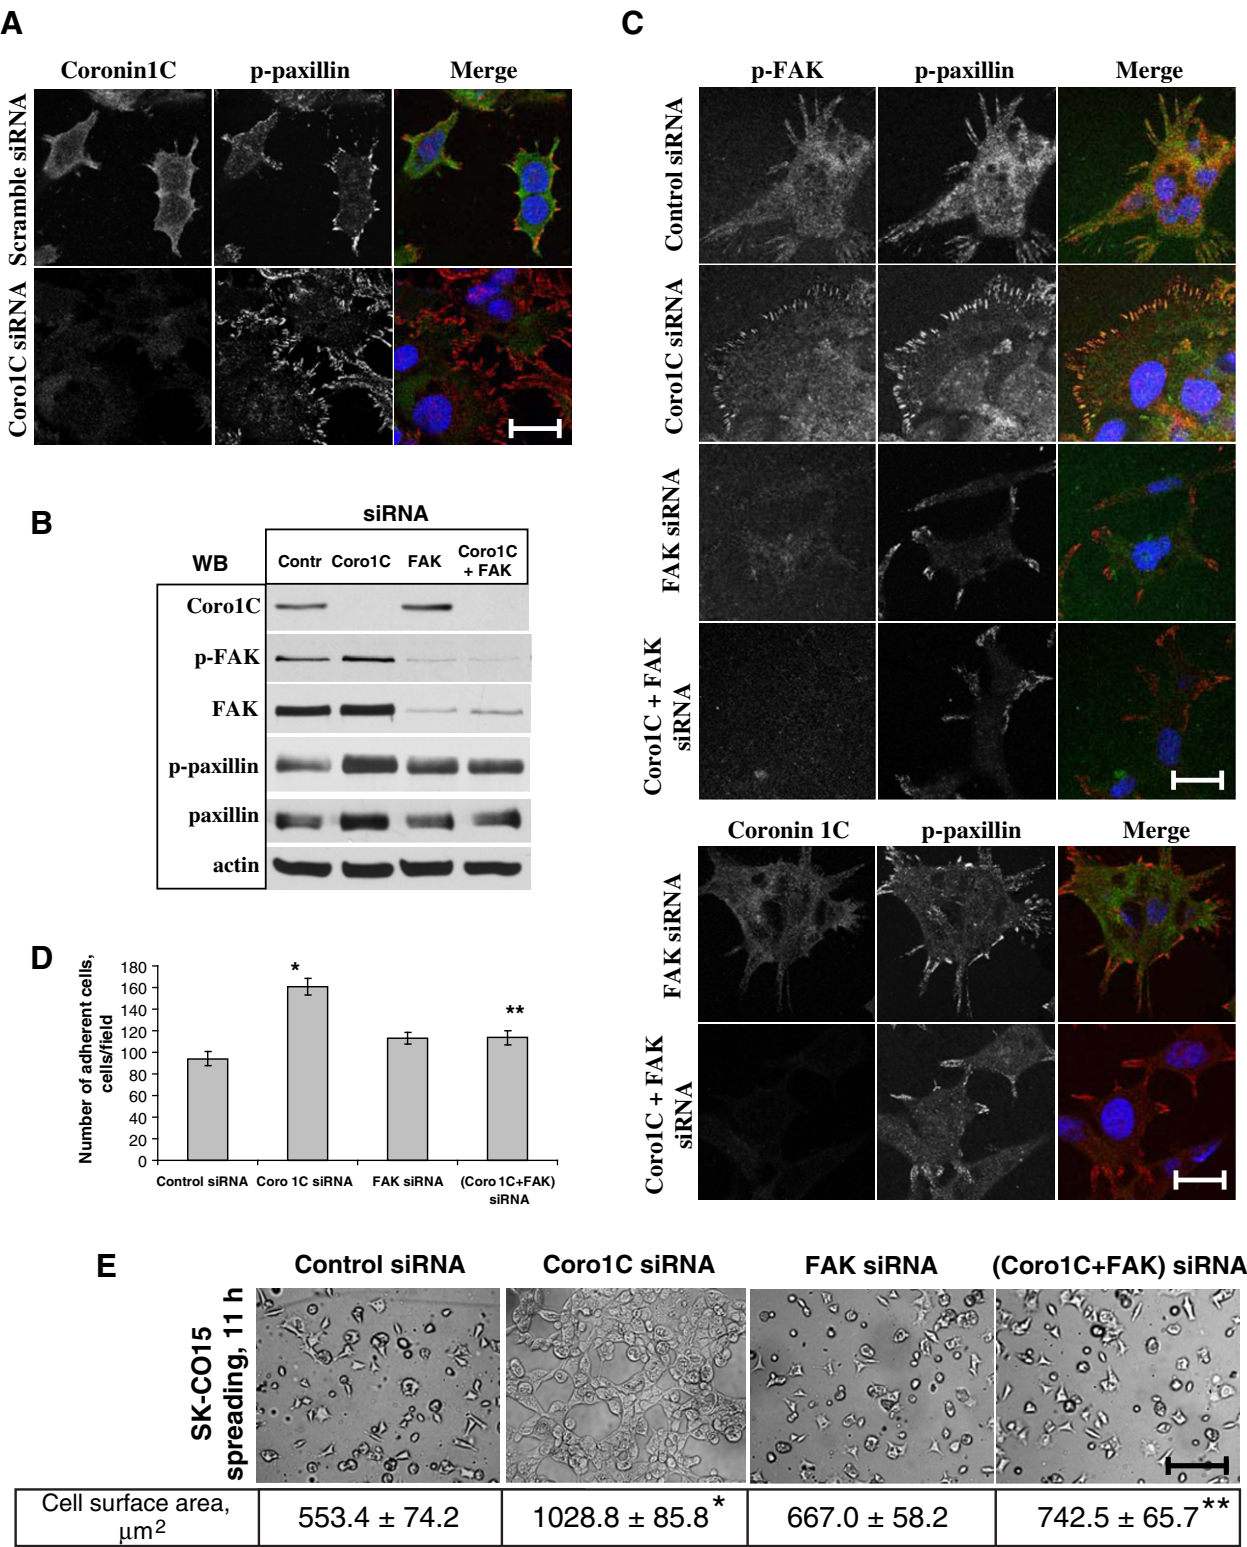 A
Coronin1C p-paxillin Merge
Scramble siRNA
Coro1C siRNA
B
siRNA
WB Contr Coro1C FAK Coro1C
+ FAK
Coro1C
p-FAK
FAK
p-paxillin
paxillin
actin
C
p-FAK p-paxillin Merge
Control siRNA
Coro1C siRNA
FAK siRNA
Coro1C + FAK
siRNA
Coronin 1C p-paxillin Merge
FAK siRNA
Coro1C + FAK
siRNA
D
Number of adherent cells,
cells/field
180
160
140
120
100
80
60
40
20
0
*
**
Control siRNA Coro 1C siRNA FAK siRNA (Coro 1C+FAK)
siRNA
E
Control siRNA Coro1C siRNA FAK siRNA (Coro1C+FAK) siRNA
SK-CO15
spreading, 11 h
Cell surface area,
µm2 553.4 ± 74.2 1028.8 ± 85.8* 667.0 ± 58.2 742.5 ± 65.7**